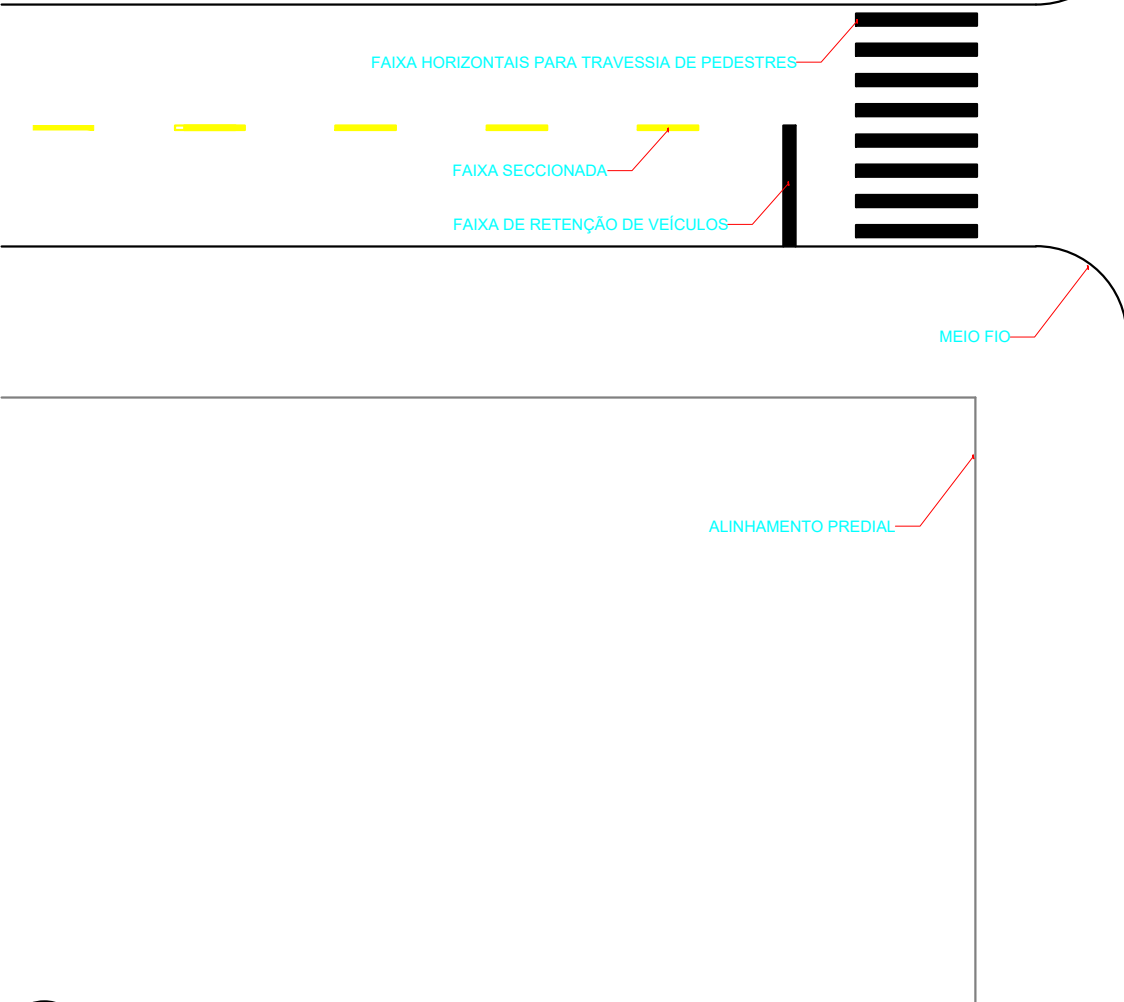 FAIXA HORIZONTAIS PARA TRAVESSIA DE PEDESTRES
FAIXA SECCIONADA
FAIXA DE RETENÇÃO DE VEÍCULOS
MEIO FIO
ALINHAMENTO PREDIAL